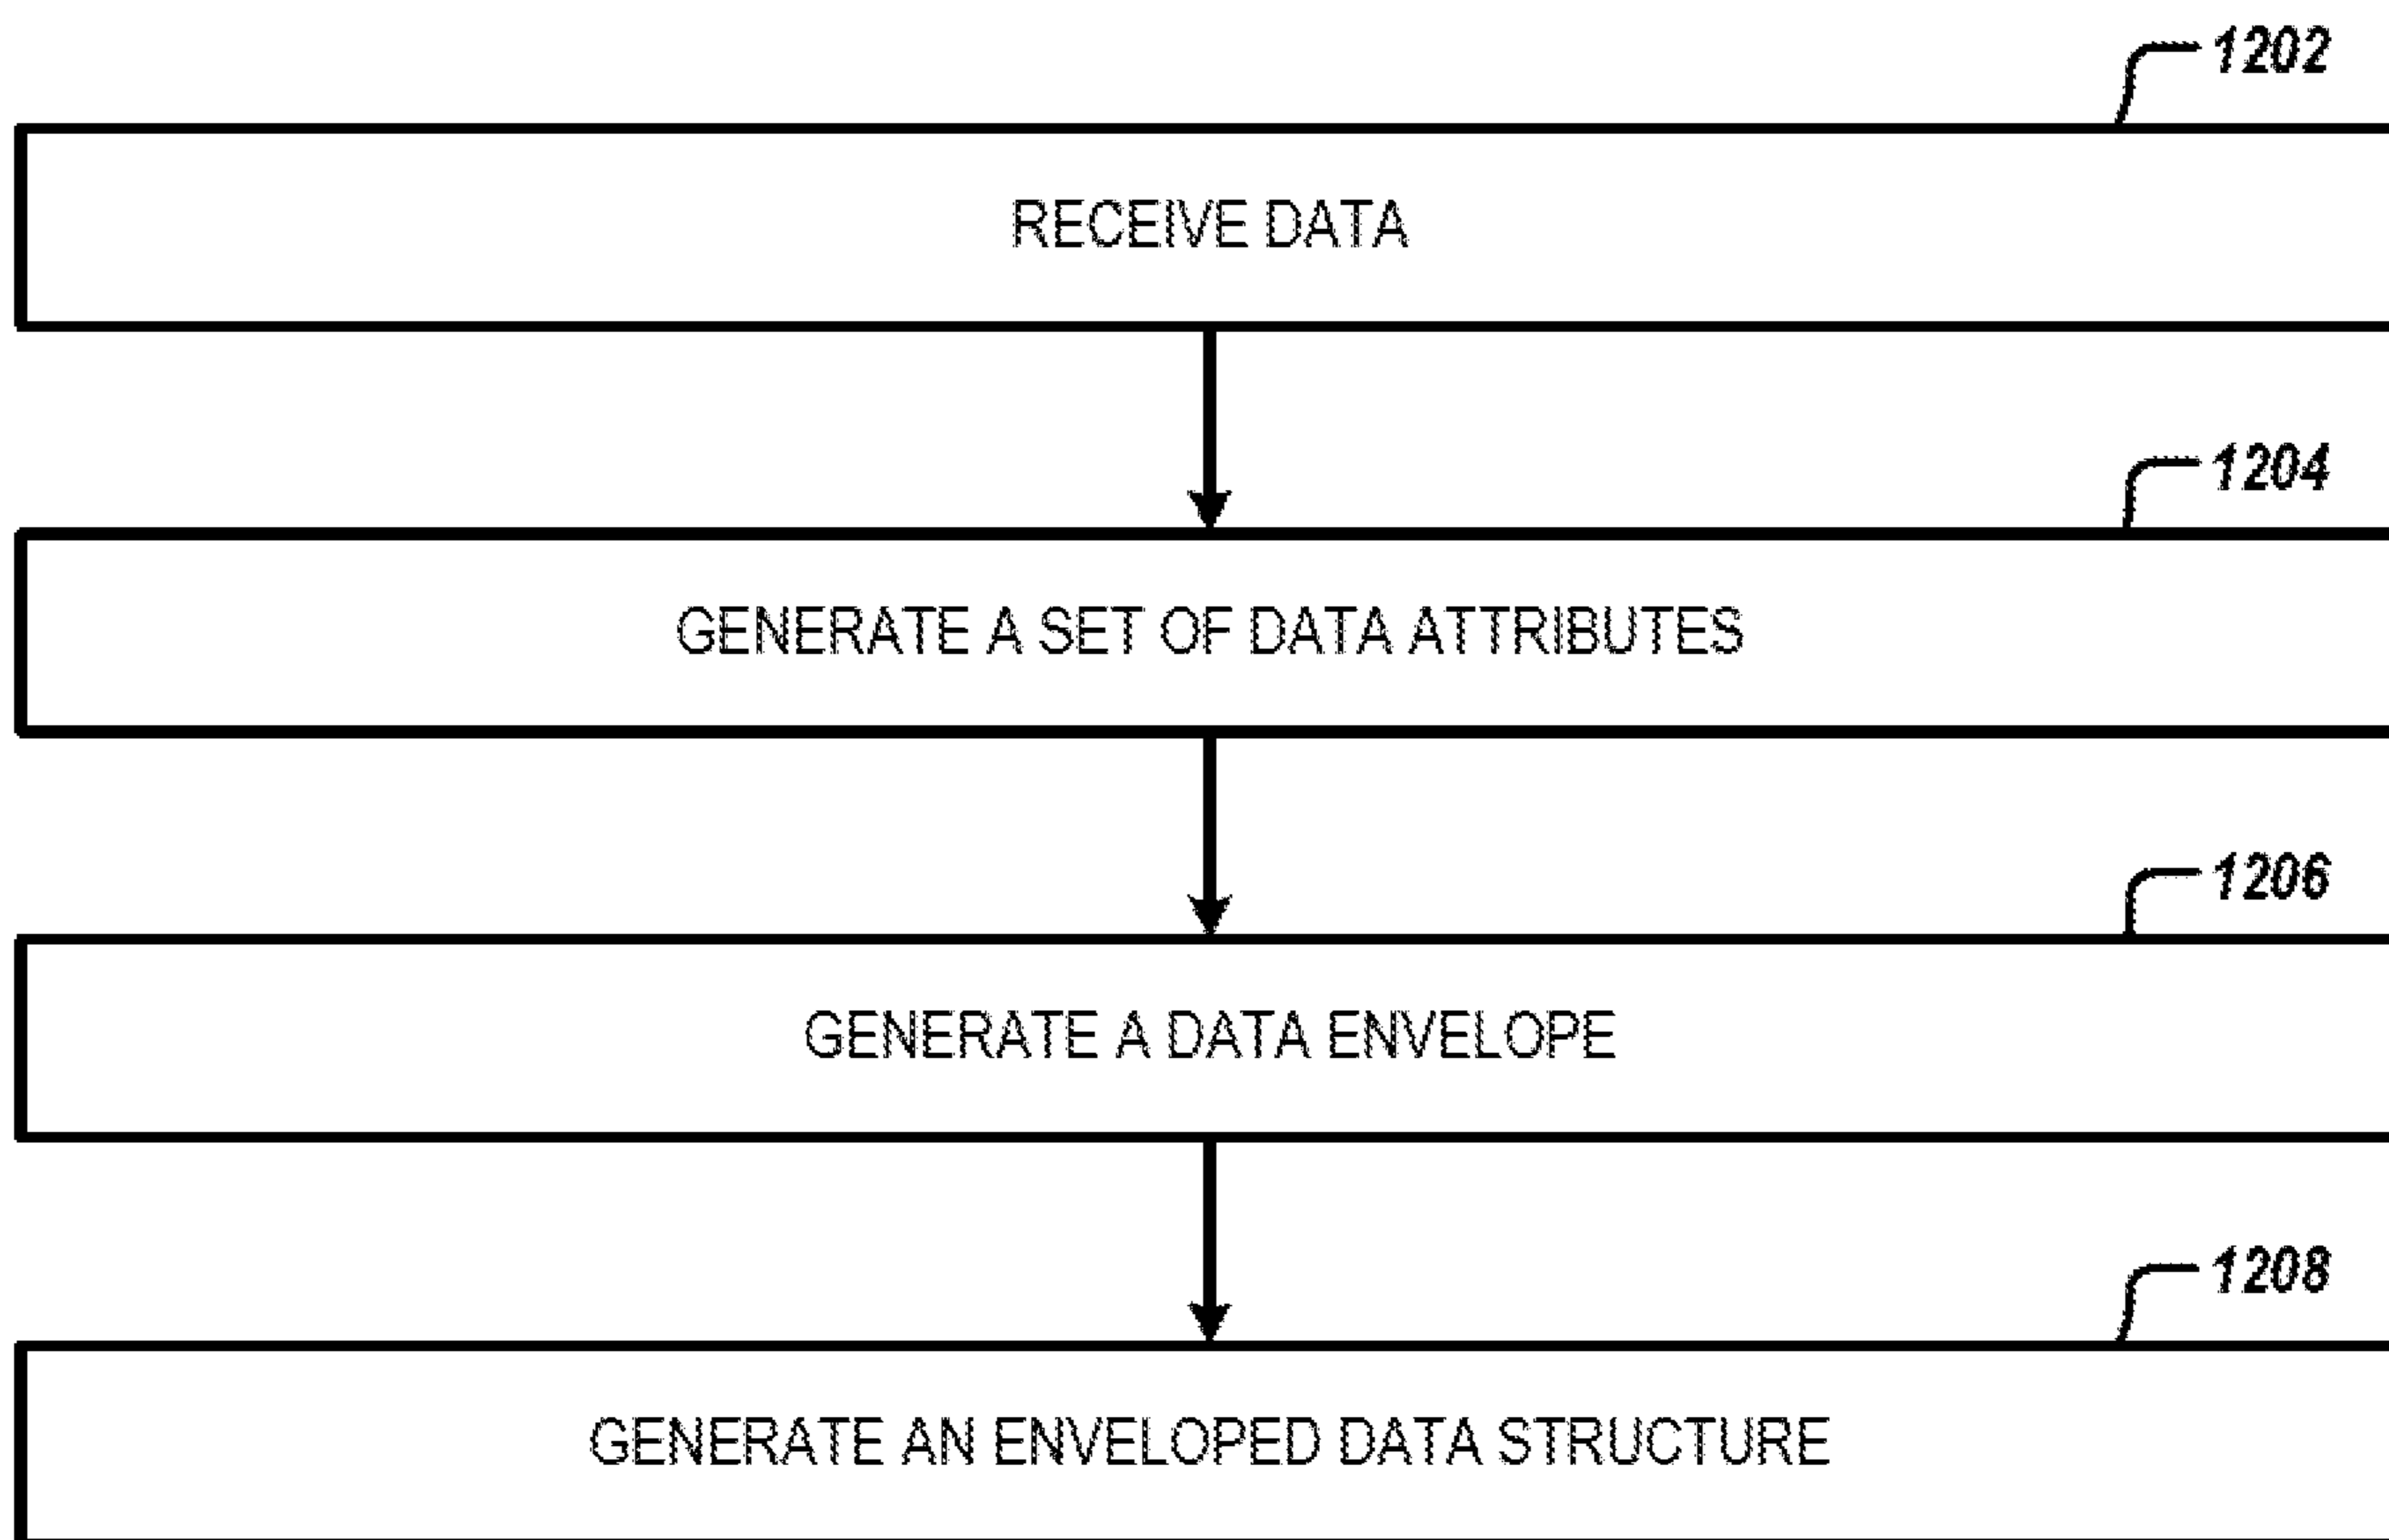 1202
RECEIVE DATA
1204
GENERATE A SET OF DATA ATTRIBUTES
1206
GENERATE A DATA ENVELOPE
1208
GENERATE AN ENVELOPED DATA STRUCTURE